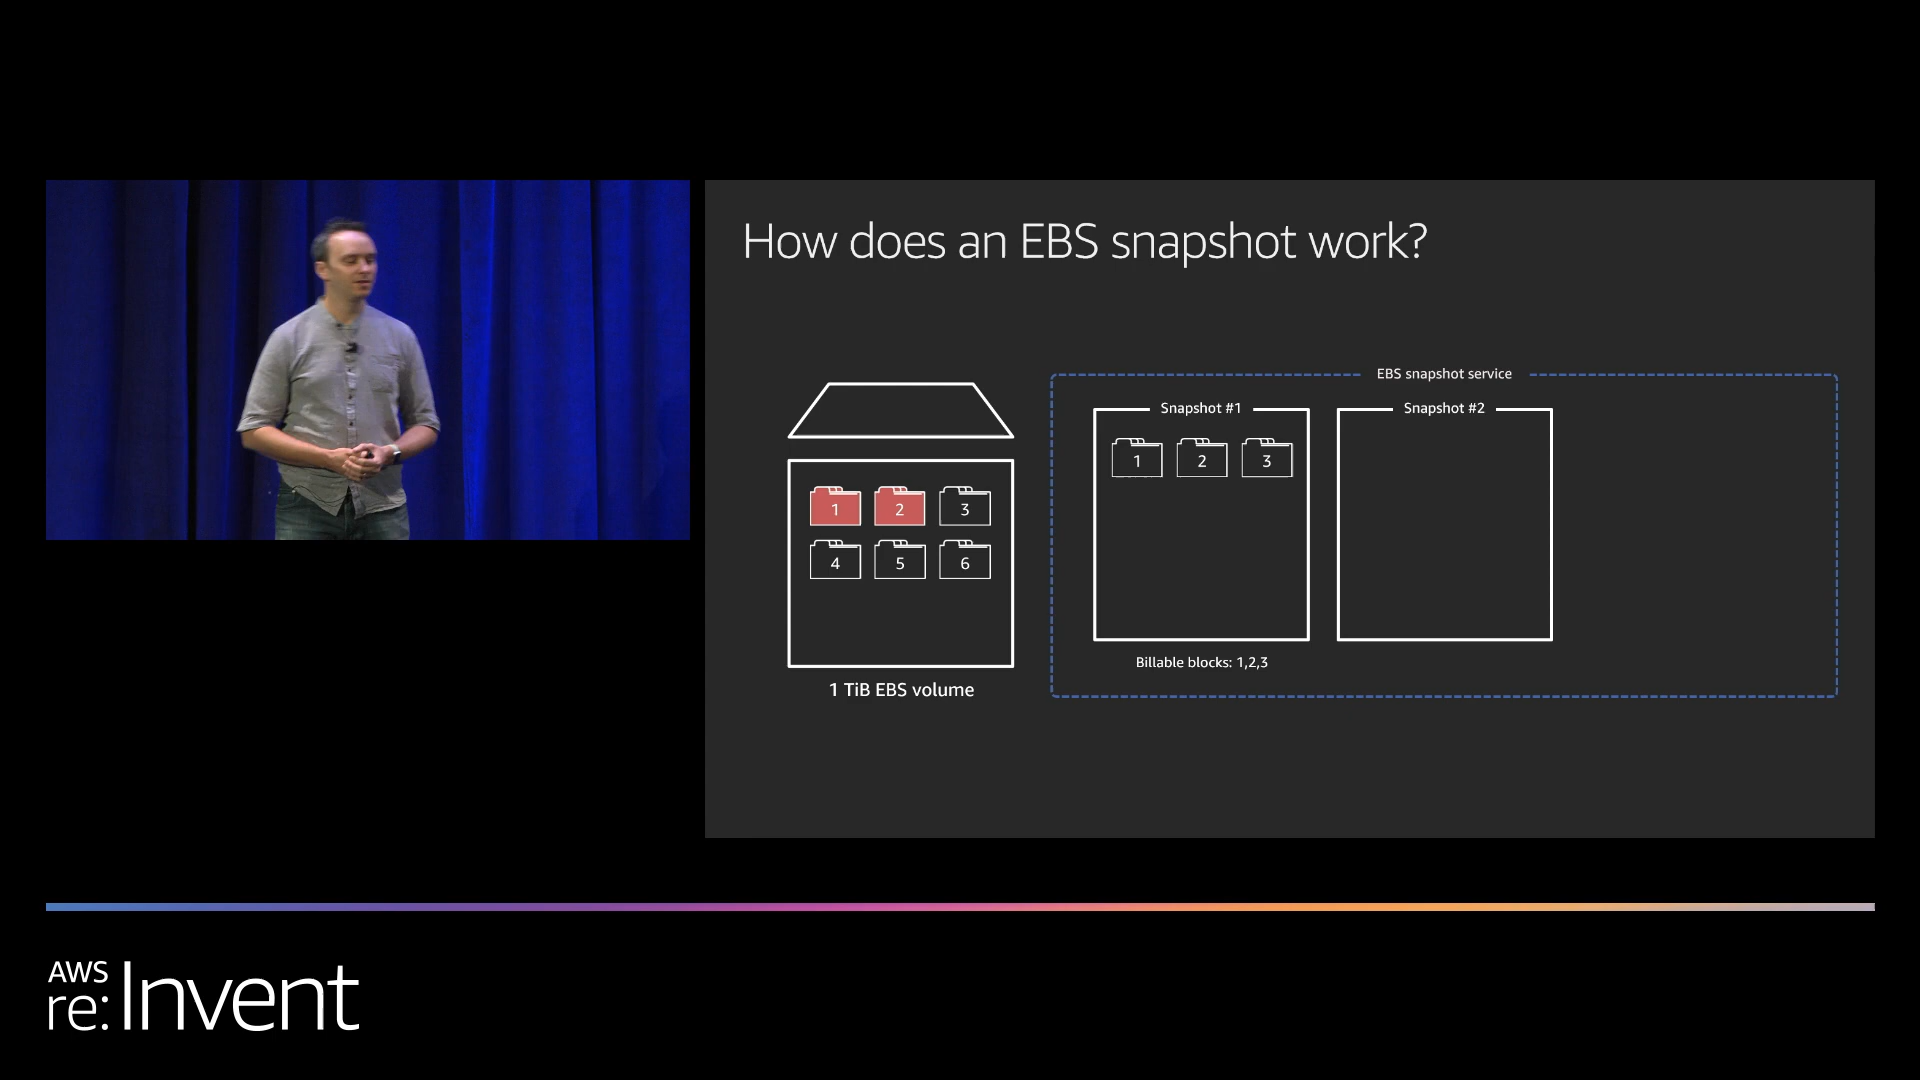 How does an EBS snapshot work?
EBS snapshot service
Snapshot #1
Snapshot #2
1 2 3
1 2 3
4 5 6
Billable blocks: 1,2,3
1 TiB EBS volume
AWS
re:Invent